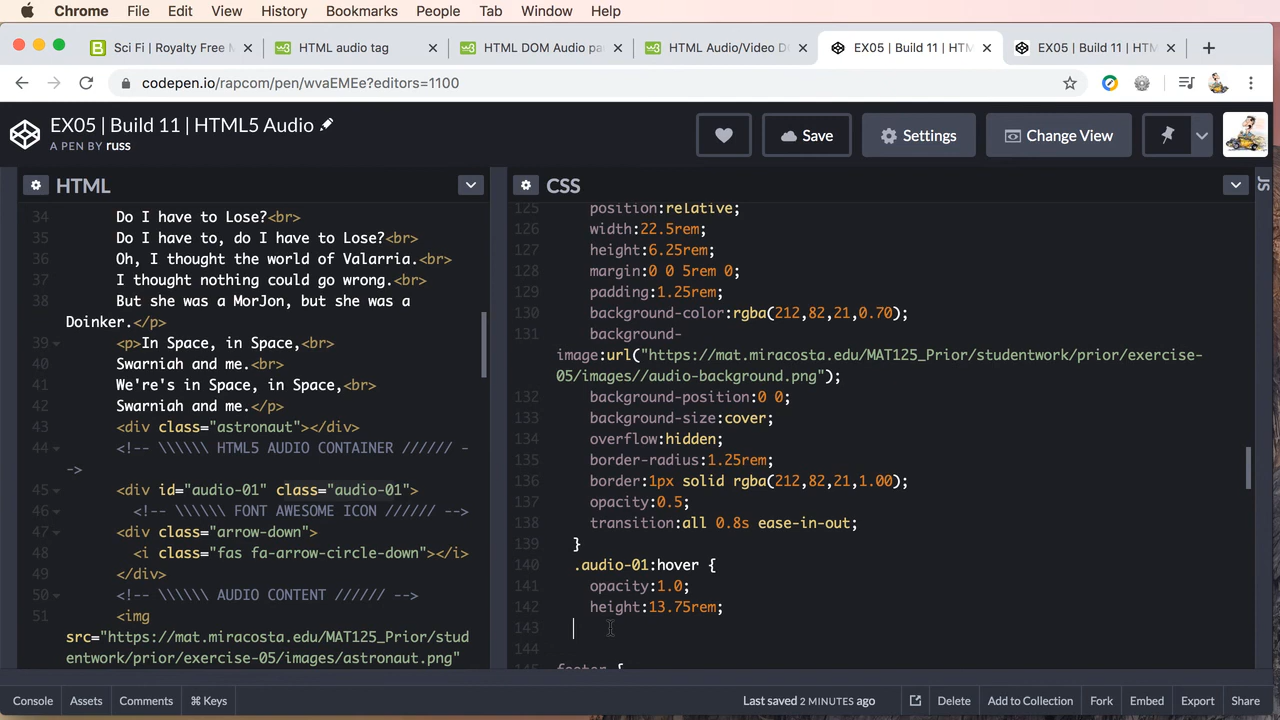 Chrome File Edit View History Bookmarks People Tab Window Help
Sci Fi | Royalty Free M
HTML audio tag
HTML DOM Audio pa
HTML Audio/Video D
EX05 | Build 11 | HTM
EX05 | Build 11 | HTM
codepen.io/rapcom/pen/wvaEMEe?editors=1100
EX05 | Build 11 | HTML5 Audio
A PEN BY russ
Save
Settings
Change View
HTML
CSS
JS
34 Do I have to Lose?<br>
35 Do I have to, do I have to Lose?<br>
36 Oh, I thought the world of Valarria.<br>
37 I thought nothing could go wrong.<br>
38 But she was a MorJon, but she was a
Doinker.</p>
39 <p>In Space, in Space,<br>
40 Swarniah and me.<br>
41 We're's in Space, in Space,<br>
42 Swarniah and me.</p>
43 <div class="astronaut"></div>
44 <!-- \\\\\\ HTML5 AUDIO CONTAINER ////// -
->
45 <div id="audio-01" class="audio-01">
46 <!-- \\\\\\ FONT AWESOME ICON ////// -->
47 <div class="arrow-down">
48 <i class="fas fa-arrow-circle-down"></i>
49 </div>
50 <!-- \\\\\\ AUDIO CONTENT ////// -->
51 <img
src="https://mat.miracosta.edu/MAT125_Prior/stud
entwork/prior/exercise-05/images/astronaut.png"
125 position:relative;
126 width:22.5rem;
127 height:6.25rem;
128 margin:0 0 5rem 0;
129 padding:1.25rem;
130 background-color:rgba(212,82,21,0.70);
131 background-
image:url("https://mat.miracosta.edu/MAT125_Prior/studentwork/prior/exercise-
05/images//audio-background.png");
132 background-position:0 0;
133 background-size:cover;
134 overflow:hidden;
135 border-radius:1.25rem;
136 border:1px solid rgba(212,82,21,1.00);
137 opacity:0.5;
138 transition:all 0.8s ease-in-out;
139 }
140 .audio-01:hover {
141 opacity:1.0;
142 height:13.75rem;
143
144
145 footer {
Console Assets Comments ⌘ Keys
Last saved 2 MINUTES ago
Delete Add to Collection Fork Embed Export Share